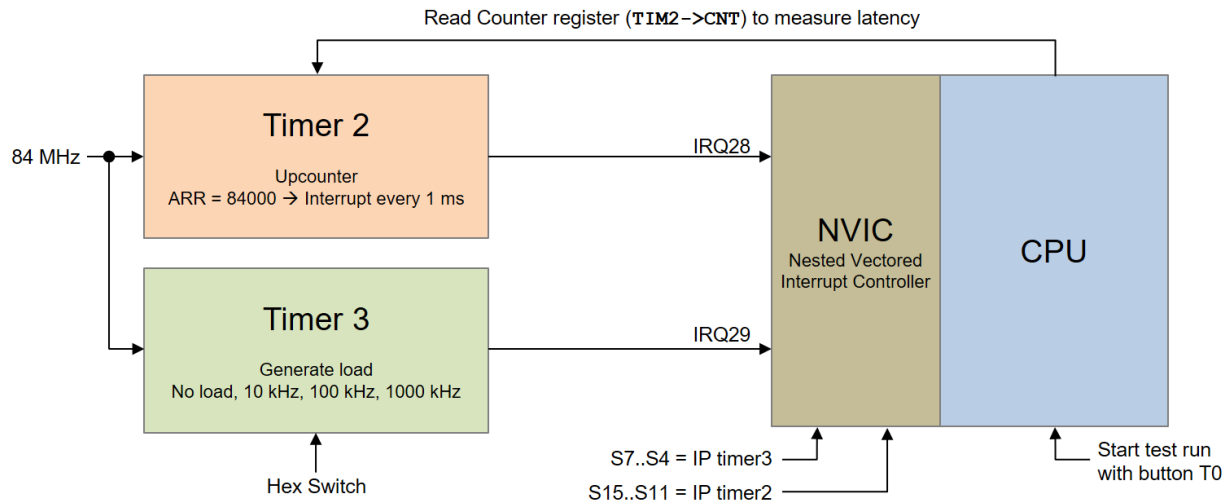 Read Counter register (TIM2->CNT) to measure latency
Timer 2
Upcounter
ARR = 84000 → Interrupt every 1 ms
84 MHz
IRQ28
NVIC
Nested Vectored
Interrupt Controller
CPU
Timer 3
Generate load
No load, 10 kHz, 100 kHz, 1000 kHz
IRQ29
Hex Switch
S7..S4 = IP timer3
S15..S11 = IP timer2
Start test run
with button T0